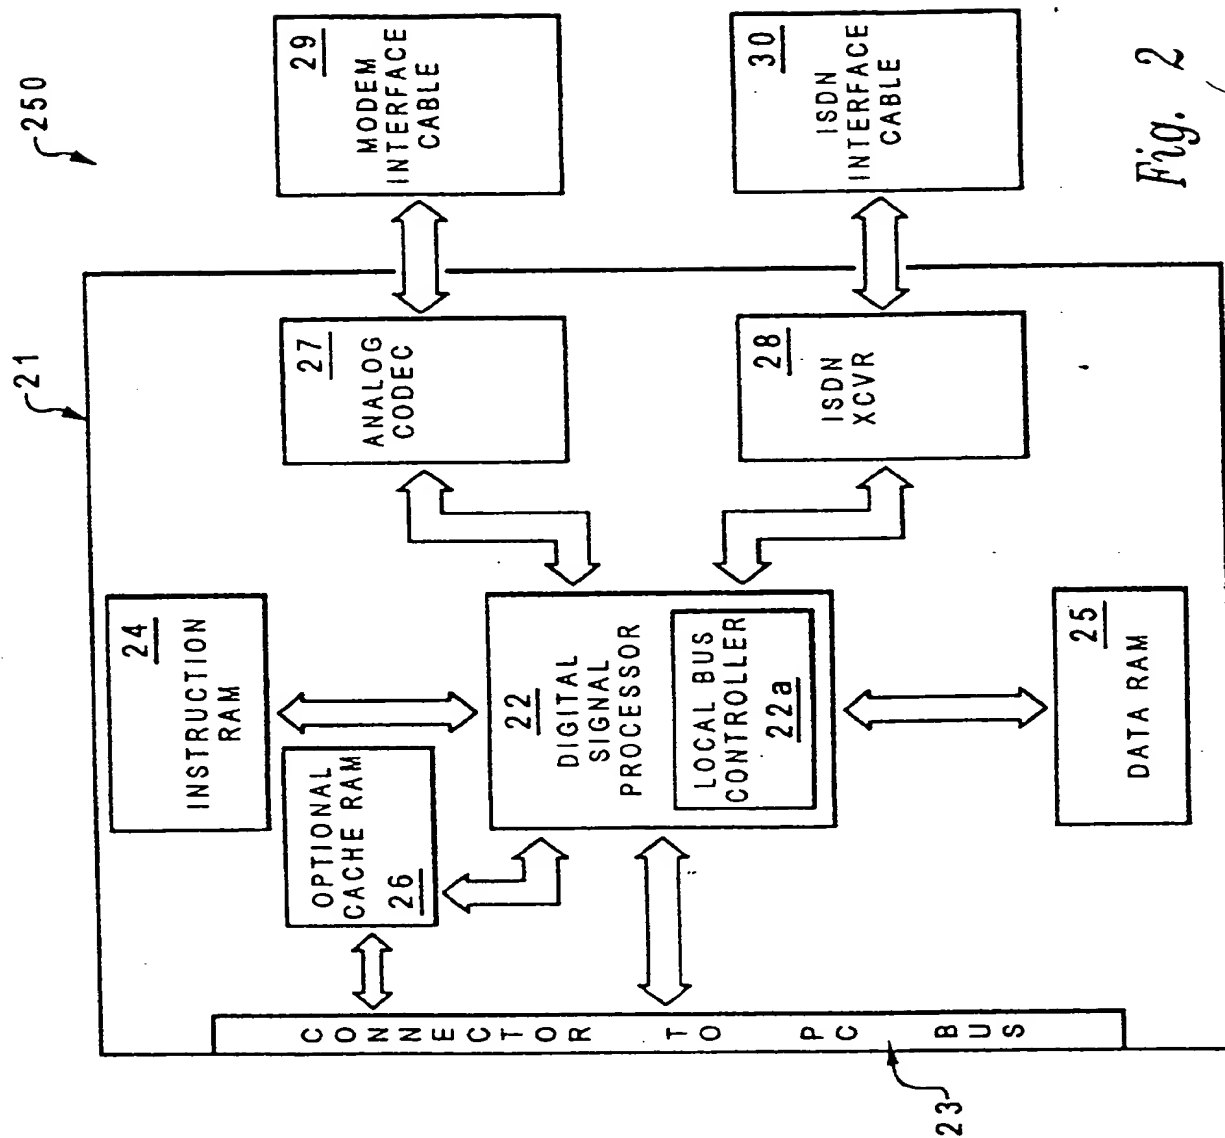 250
21
29
MODEM
INTERFACE
CABLE
30
ISDN
INTERFACE
CABLE
27
ANALOG
CODEC
28
ISDN
XCVR
24
INSTRUCTION
RAM
22
DIGITAL
SIGNAL
PROCESSOR
LOCAL BUS
CONTROLLER
22a
25
DATA RAM
OPTIONAL
CACHE RAM
26
CONNECTOR TO PC BUS
23
Fig. 2